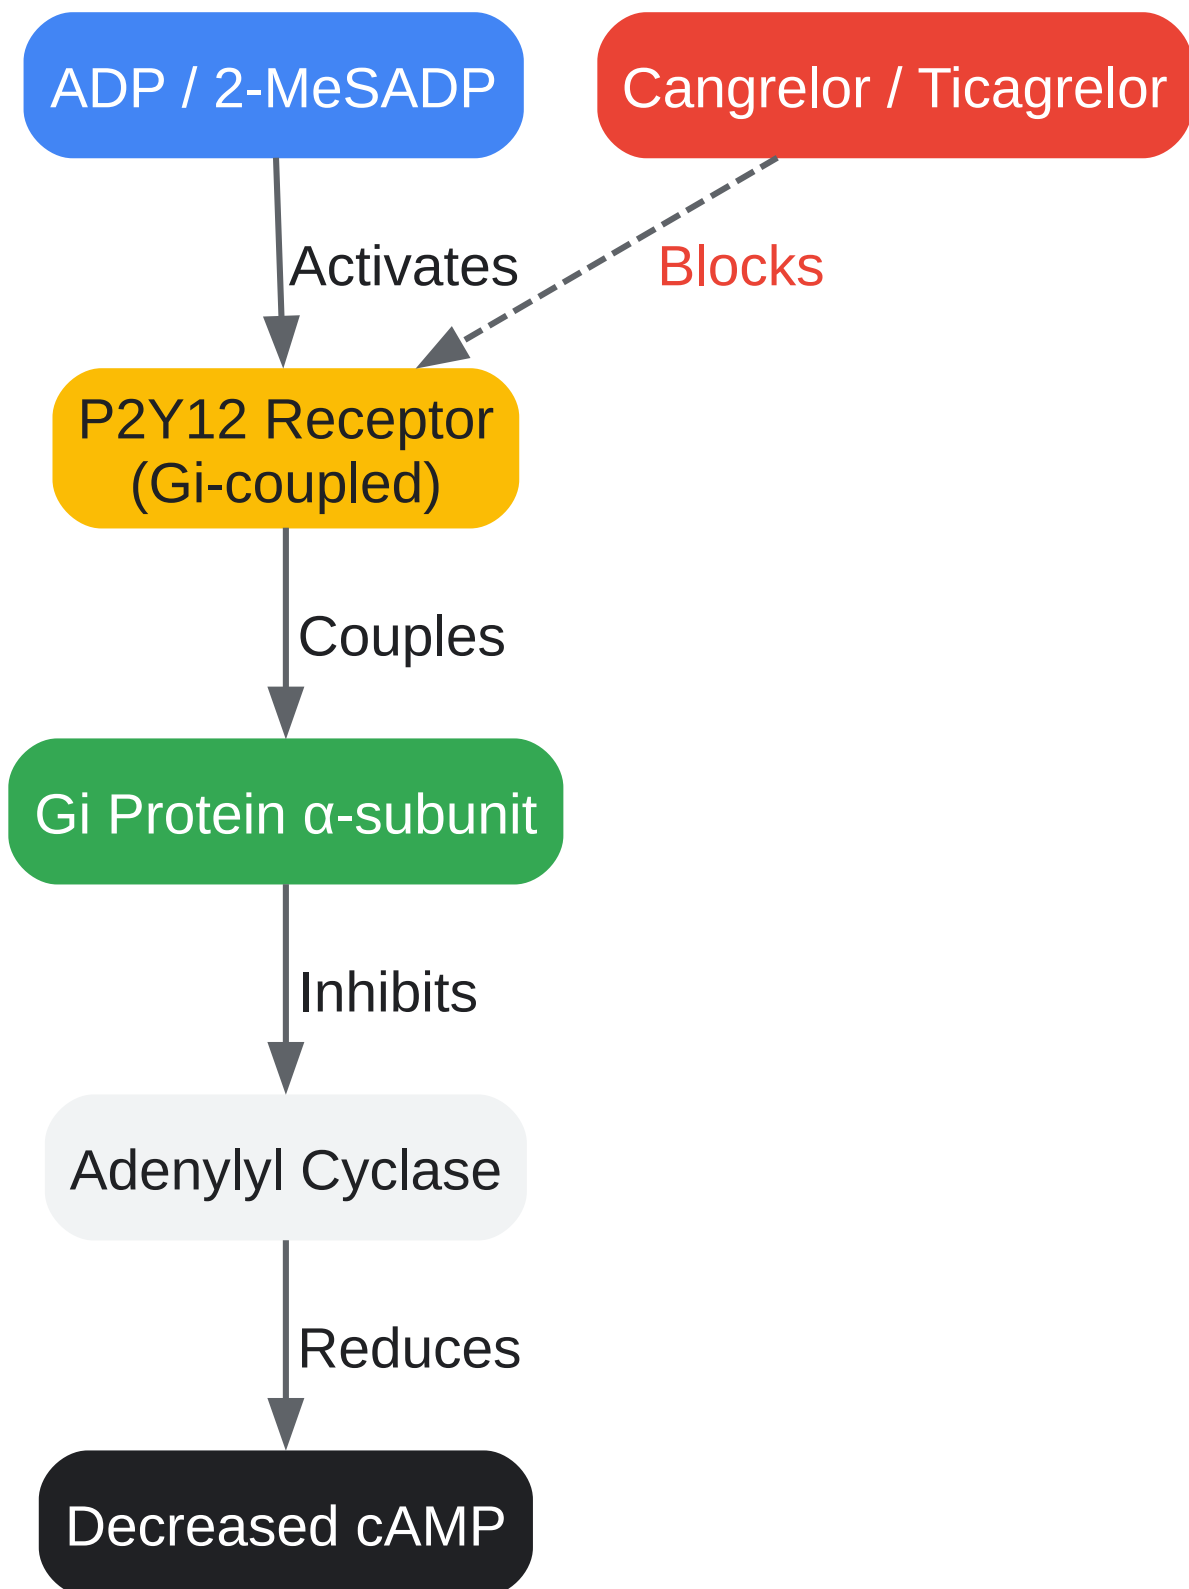 ADP / 2-MeSADP
Cangrelor / Ticagrelor
Activates
Blocks
P2Y12 Receptor
(Gi-coupled)
Couples
Gi Protein α-subunit
Inhibits
Adenylyl Cyclase
Reduces
Decreased cAMP